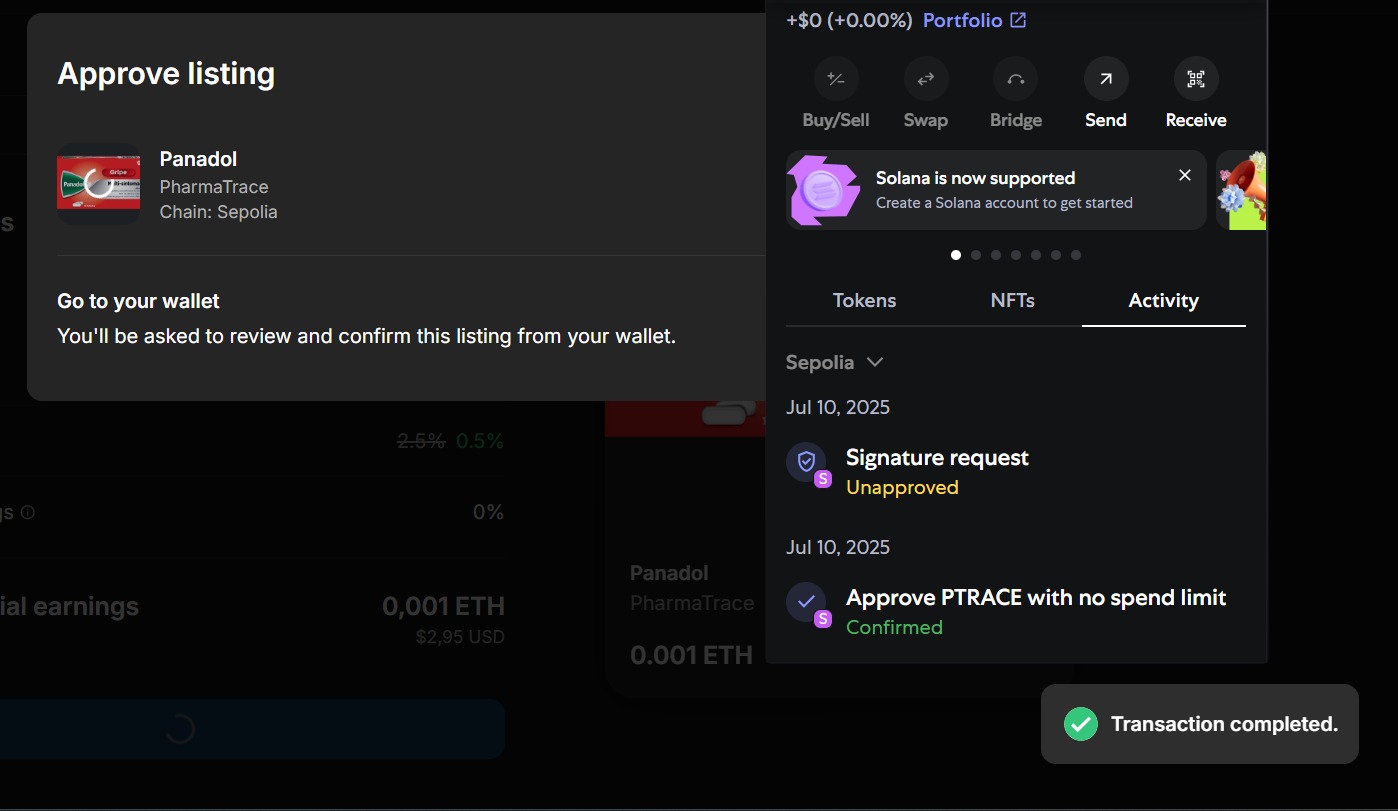 Approve listing
Panadol
PharmaTrace
Chain: Sepolia
Gripe
Panadol
Go to your wallet
You'll be asked to review and confirm this listing from your wallet.
s
2.5% 0.5%
gs
0%
ial earnings
0,001 ETH
$2,95 USD
Panadol
PharmaTrace
0.001 ETH
+$0 (+0.00%) Portfolio
Buy/Sell
Swap
Bridge
Send
Receive
Solana is now supported
Create a Solana account to get started
Tokens
NFTs
Activity
Sepolia
Jul 10, 2025
Signature request
S
Unapproved
Jul 10, 2025
Approve PTRACE with no spend limit
S
Confirmed
Transaction completed.